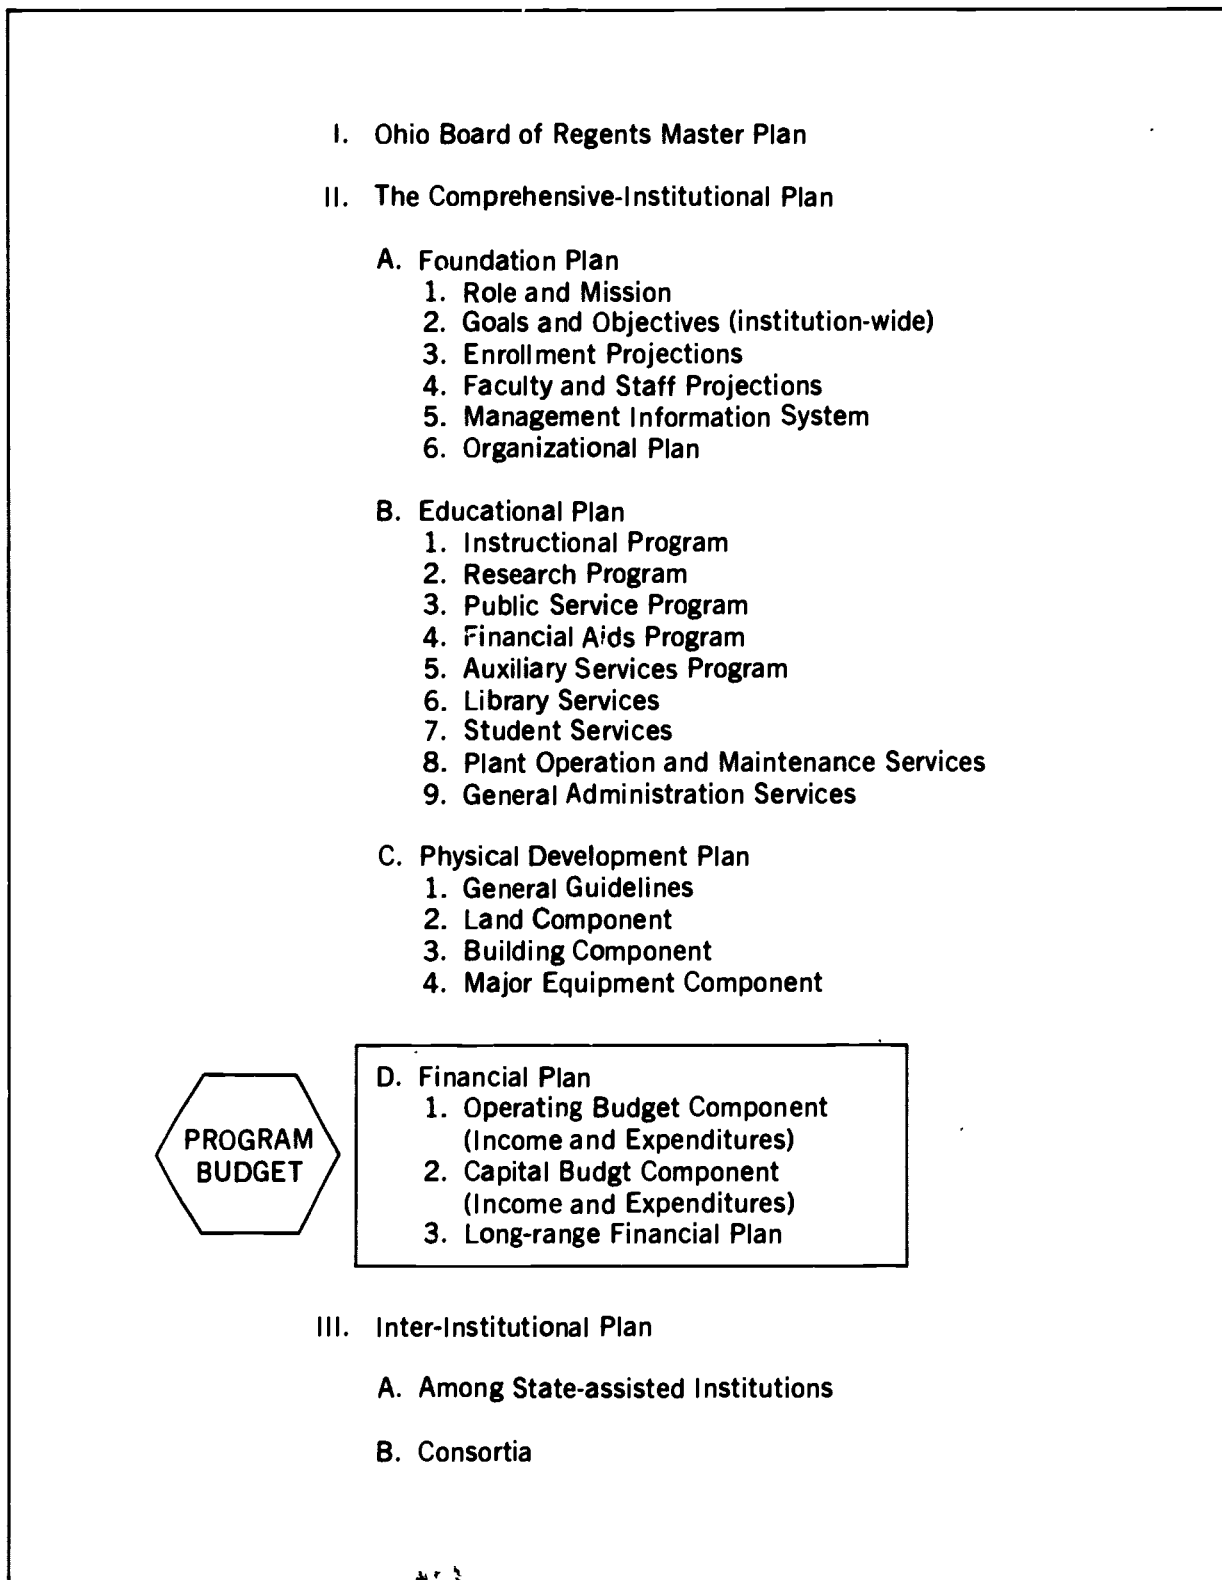 I. Ohio Board of Regents Master Plan
II. The Comprehensive-Institutional Plan
A. Foundation Plan
1. Role and Mission
2. Goals and Objectives (institution-wide)
3. Enrollment Projections
4. Faculty and Staff Projections
5. Management Information System
6. Organizational Plan
B. Educational Plan
1. Instructional Program
2. Research Program
3. Public Service Program
4. Financial Aids Program
5. Auxiliary Services Program
6. Library Services
7. Student Services
8. Plant Operation and Maintenance Services
9. General Administration Services
C. Physical Development Plan
1. General Guidelines
2. Land Component
3. Building Component
4. Major Equipment Component
PROGRAM
BUDGET
D. Financial Plan
1. Operating Budget Component
(Income and Expenditures)
2. Capital Budgt Component
(Income and Expenditures)
3. Long-range Financial Plan
III. Inter-Institutional Plan
A. Among State-assisted Institutions
B. Consortia